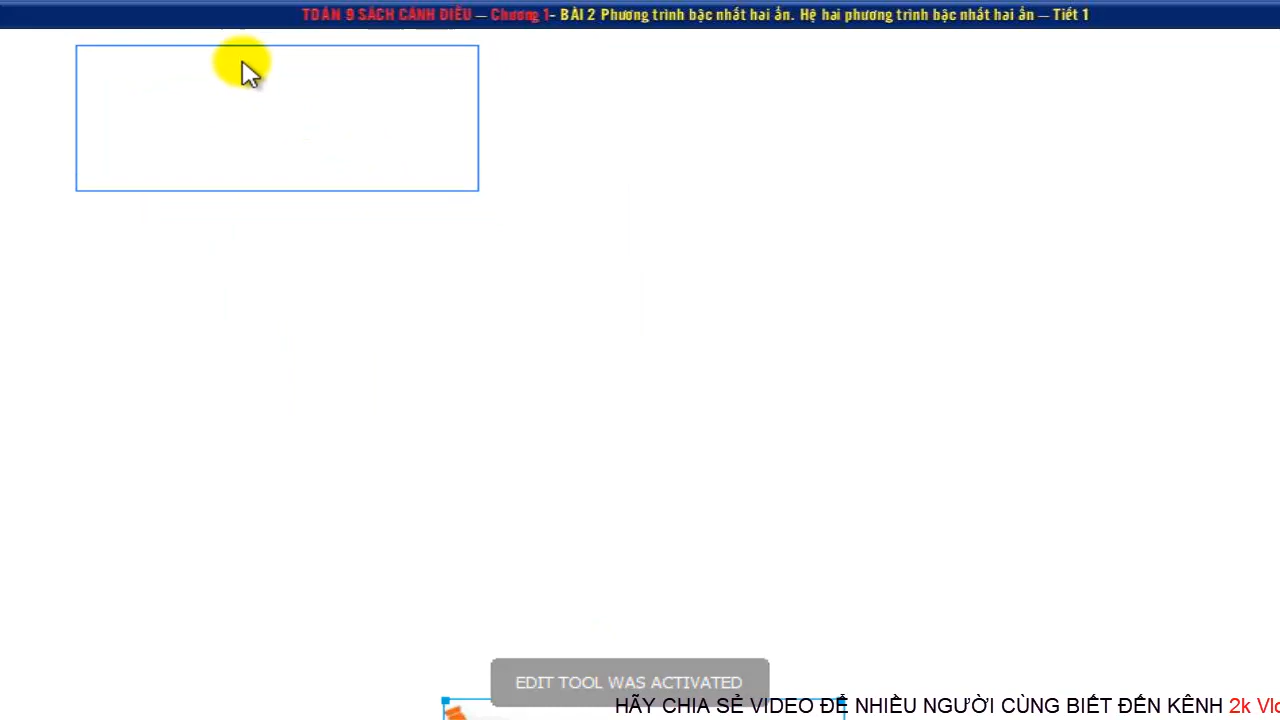 TOÁN 9 SÁCH CÁNH DIỀU – Chương 1- BÀI 2 Phương trình bậc nhất hai ẩn. Hệ hai phương trình bậc nhất hai ẩn – Tiết 1
EDIT TOOL WAS ACTIVATED
HÃY CHIA SẺ VIDEO ĐỂ NHIỀU NGƯỜI CÙNG BIẾT ĐẾN KÊNH 2k